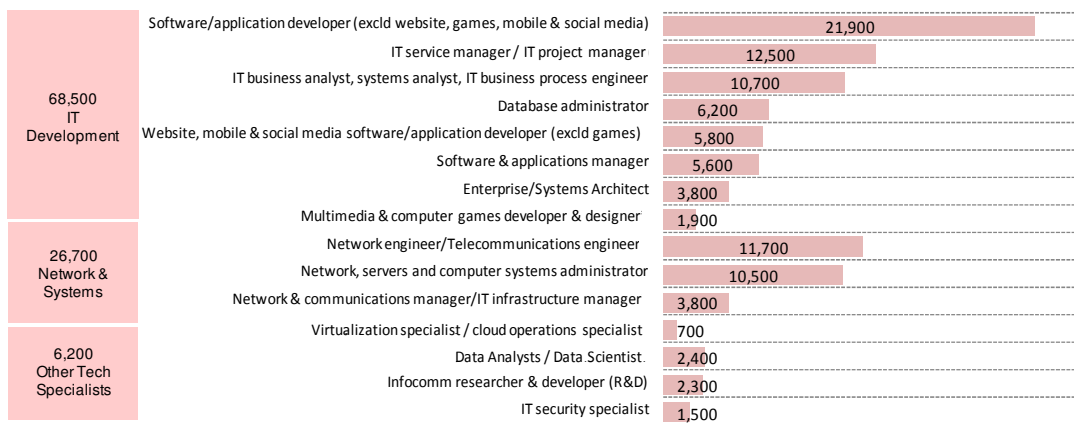 68,500
IT
Development
Software/application developer (excld website, games, mobile & social media) 21,900
IT service manager / IT project manager 12,500
IT business analyst, systems analyst, IT business process engineer 10,700
Database administrator 6,200
Website, mobile & social media software/application developer (excld games) 5,800
Software & applications manager 5,600
Enterprise/Systems Architect 3,800
Multimedia & computer games developer & designer 1,900
26,700
Network &
Systems
Network engineer/Telecommunications engineer 11,700
Network, servers and computer systems administrator 10,500
Network & communications manager/IT infrastructure manager 3,800
Virtualization specialist / cloud operations specialist 700
6,200
Other Tech
Specialists
Data Analysts / Data Scientist 2,400
Infocomm researcher & developer (R&D) 2,300
IT security specialist 1,500